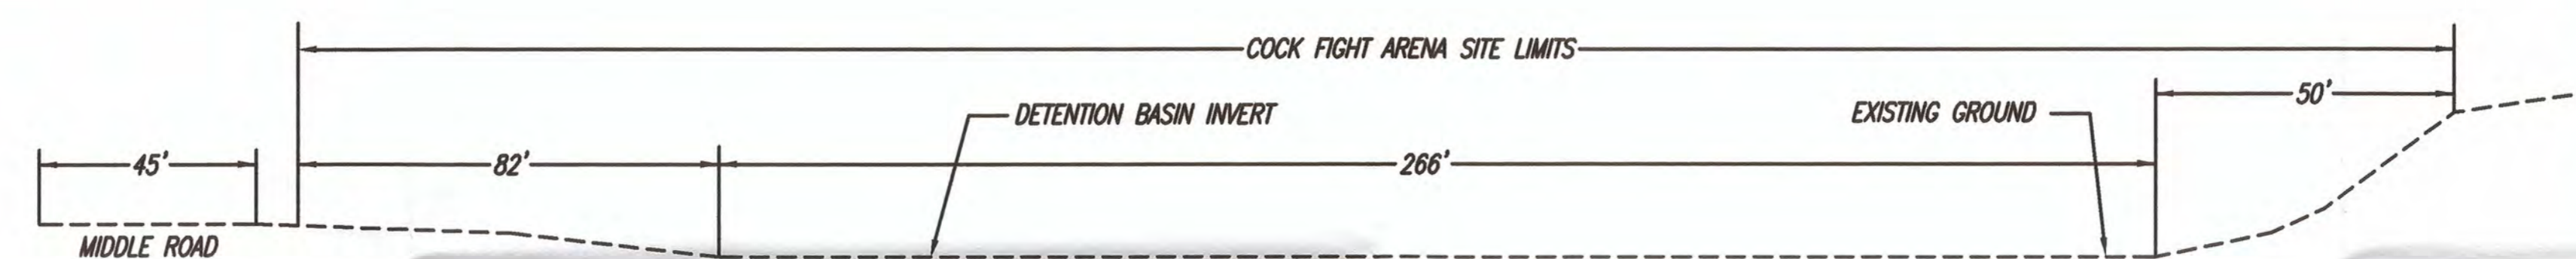 COCK FIGHT ARENA SITE LIMITS
50'
DETENTION BASIN INVERT
EXISTING GROUND
45'
82'
266'
MIDDLE ROAD